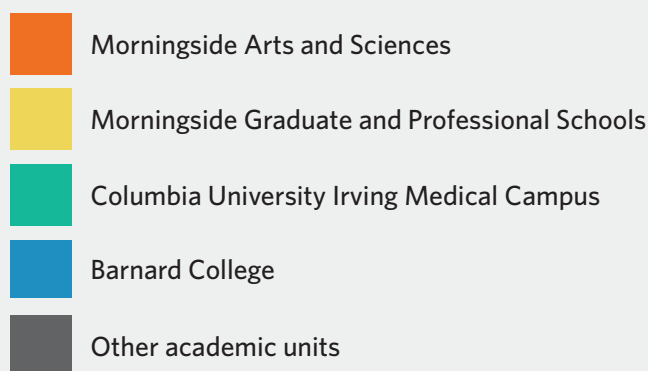 Morningside Arts and Sciences
Morningside Graduate and Professional Schools
Columbia University Irving Medical Campus
Barnard College
Other academic units